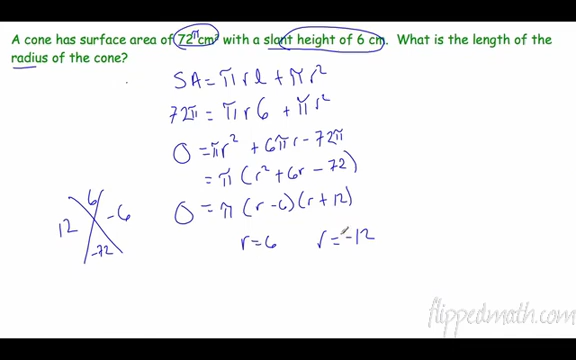 A cone has surface area of 72π cm² with a slant height of 6 cm. What is the length of the
radius of the cone?
SA = πrl + πr²
72π = πr6 + πr²
0 = πr² + 6πr - 72π
= π(r² + 6r - 72)
0 = π(r - 6)(r + 12)
6
12 -6
-72
r = 6 r = -12
flippedmath.com